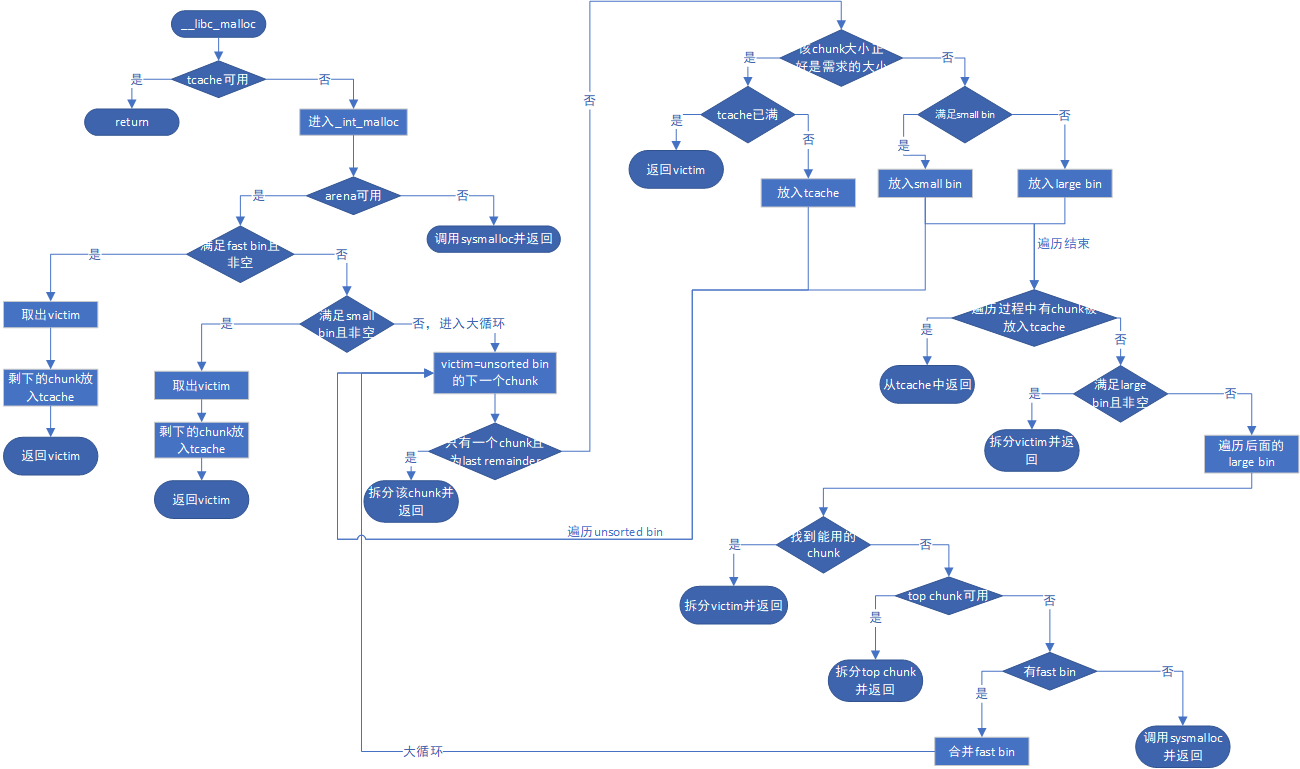 __libc_malloc
tcache可用
是
否
return
进入_int_malloc
arena可用
是
否
调用sysmalloc并返回
满足fast bin且
非空
是
否
取出victim
剩下的chunk放
入tcache
返回victim
满足small
bin且非空
是
否，进入大循环
取出victim
剩下的chunk放
入tcache
返回victim
victim=unsorted bin
的下一个chunk
只有一个chunk且
为last remainder
是
否
拆分该chunk并
返回
该chunk大小正
好是需求的大小
是
否
tcache已满
是
否
返回victim
放入tcache
满足small bin
是
否
放入small bin
放入large bin
遍历unsorted bin
遍历结束
遍历过程中有chunk被
放入tcache
是
否
从tcache中返回
满足large
bin且非空
是
否
拆分victim并返
回
遍历后面的
large bin
找到能用的
chunk
是
否
拆分victim并返回
top chunk可用
是
否
拆分top chunk
并返回
有fast bin
是
否
合并fast bin
调用sysmalloc
并返回
大循环